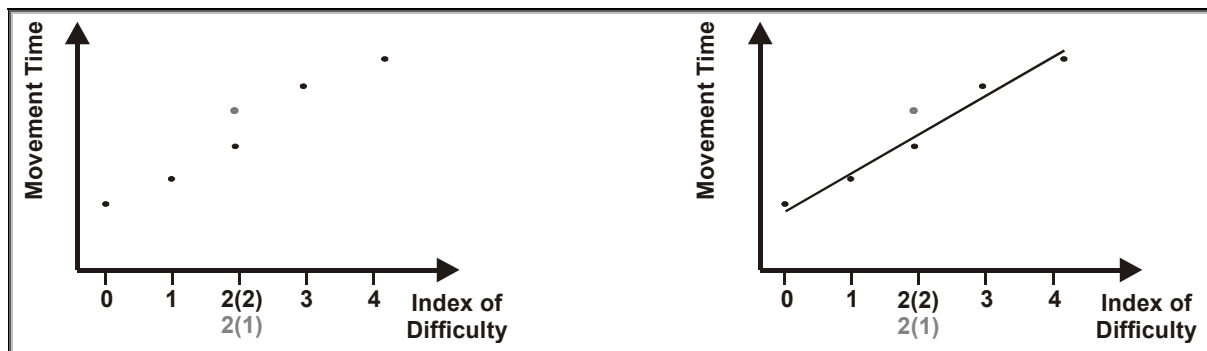 Movement Time
0 1 2(2) 3 4 Index of
2(1) Difficulty
Movement Time
0 1 2(2) 3 4 Index of
2(1) Difficulty